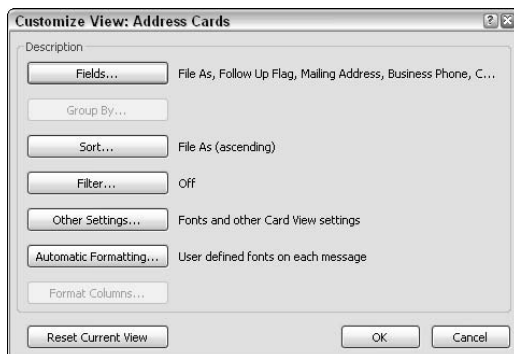 Customize View: Address Cards
Description
Fields... File As, Follow Up Flag, Mailing Address, Business Phone, C...
Group By...
Sort... File As (ascending)
Filter... Off
Other Settings... Fonts and other Card View settings
Automatic Formatting... User defined fonts on each message
Format Columns...
Reset Current View OK Cancel